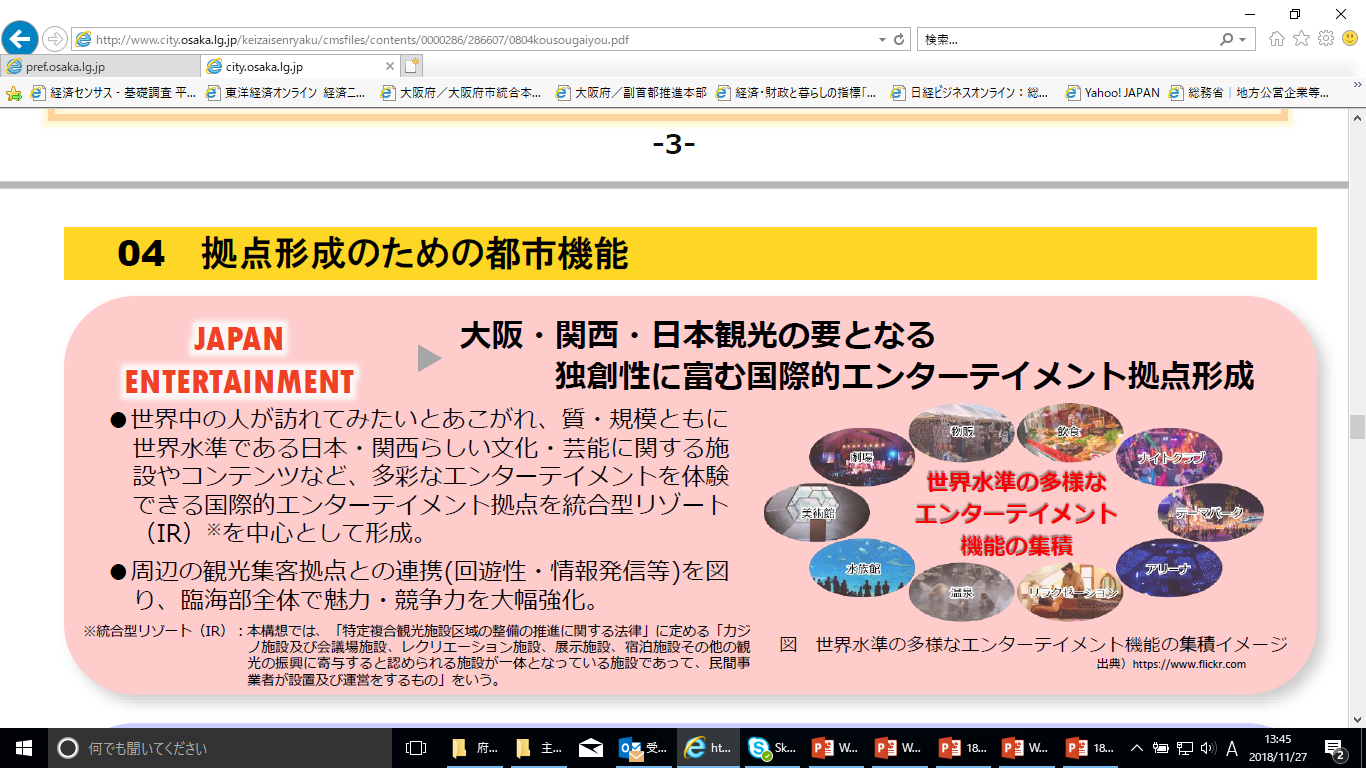 http://www.city.osaka.lg.jp/keizaisenryaku/cmsfiles/contents/0000286/286607/0804kousougaiyou.pdf
検索...
pref.osaka.lg.jp
city.osaka.lg.jp
経済センサス‐基礎調査 平...
東洋経済オンライン 経済ニ...
大阪府／大阪府市統合本...
大阪府／副首都推進本部
経済・財政と暮らしの指標「...
日経ビジネスオンライン：総...
Yahoo! JAPAN
総務省｜地方公営企業等...
-3-
04 拠点形成のための都市機能
JAPAN
ENTERTAINMENT
大阪・関西・日本観光の要となる
独創性に富む国際的エンターテイメント拠点形成
●世界中の人が訪れてみたいとあこがれ、質・規模ともに
世界水準である日本・関西らしい文化・芸能に関する施
設やコンテンツなど、多彩なエンターテイメントを体験
できる国際的エンターテイメント拠点を統合型リゾート
（IR）※を中心として形成。
●周辺の観光集客拠点との連携(回遊性・情報発信等)を図
り、臨海部全体で魅力・競争力を大幅強化。
※統合型リゾート（IR）：本構想では、「特定複合観光施設区域の整備の推進に関する法律」に定める「カジ
ノ施設及び会議場施設、レクリエーション施設、展示施設、宿泊施設その他の観
光の振興に寄与すると認められる施設が一体となっている施設であって、民間事
業者が設置及び運営をするもの」をいう。
物販
飲食
劇場
ナイトクラブ
美術館
テーマパーク
水族館
アリーナ
温泉
リラクゼーション
世界水準の多様な
エンターテイメント
機能の集積
図 世界水準の多様なエンターテイメント機能の集積イメージ
出典）https://www.flickr.com
何でも聞いてください
府...
主...
受...
ht...
Sk...
W...
W...
18...
W...
18...
A
13:45
2018/11/27
2